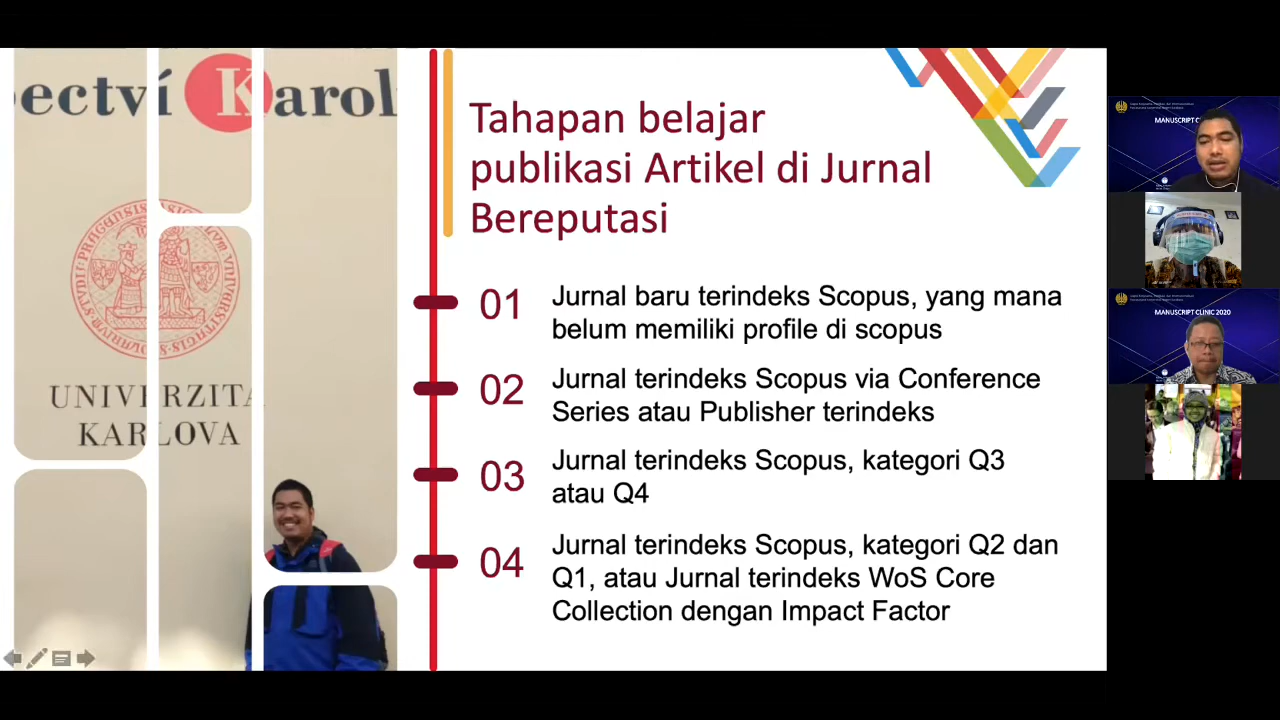 pectví Karol
UNIVERZITA
KARLOVA
Tahapan belajar
publikasi Artikel di Jurnal
Bereputasi
01
Jurnal baru terindeks Scopus, yang mana
belum memiliki profile di scopus
02
Jurnal terindeks Scopus via Conference
Series atau Publisher terindeks
03
Jurnal terindeks Scopus, kategori Q3
atau Q4
04
Jurnal terindeks Scopus, kategori Q2 dan
Q1, atau Jurnal terindeks WoS Core
Collection dengan Impact Factor
MANUSCRIPT
MANUSCRIPT CLINIC 2020